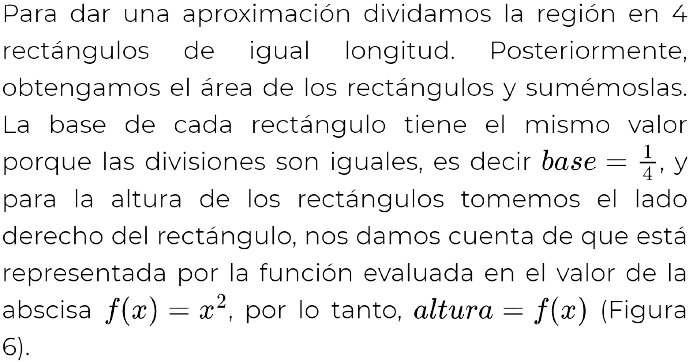 Para dar una aproximación dividamos la región en 4
rectángulos de igual longitud. Posteriormente,
obtengamos el área de los rectángulos y sumémoslas.
La base de cada rectángulo tiene el mismo valor
porque las divisiones son iguales, es decir base = 1/4, y
para la altura de los rectángulos tomemos el lado
derecho del rectángulo, nos damos cuenta de que está
representada por la función evaluada en el valor de la
abscisa f(x) = x², por lo tanto, altura = f(x) (Figura
6).